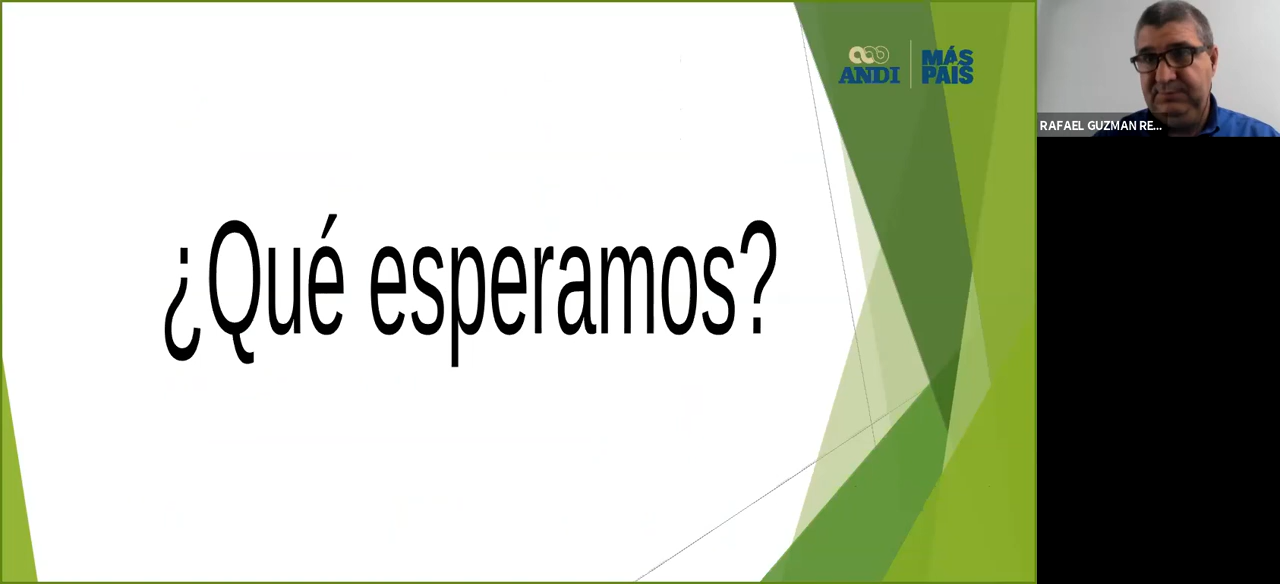 ANDI
MÁS
PAÍS
RAFAEL GUZMAN RE...
¿Qué esperamos?